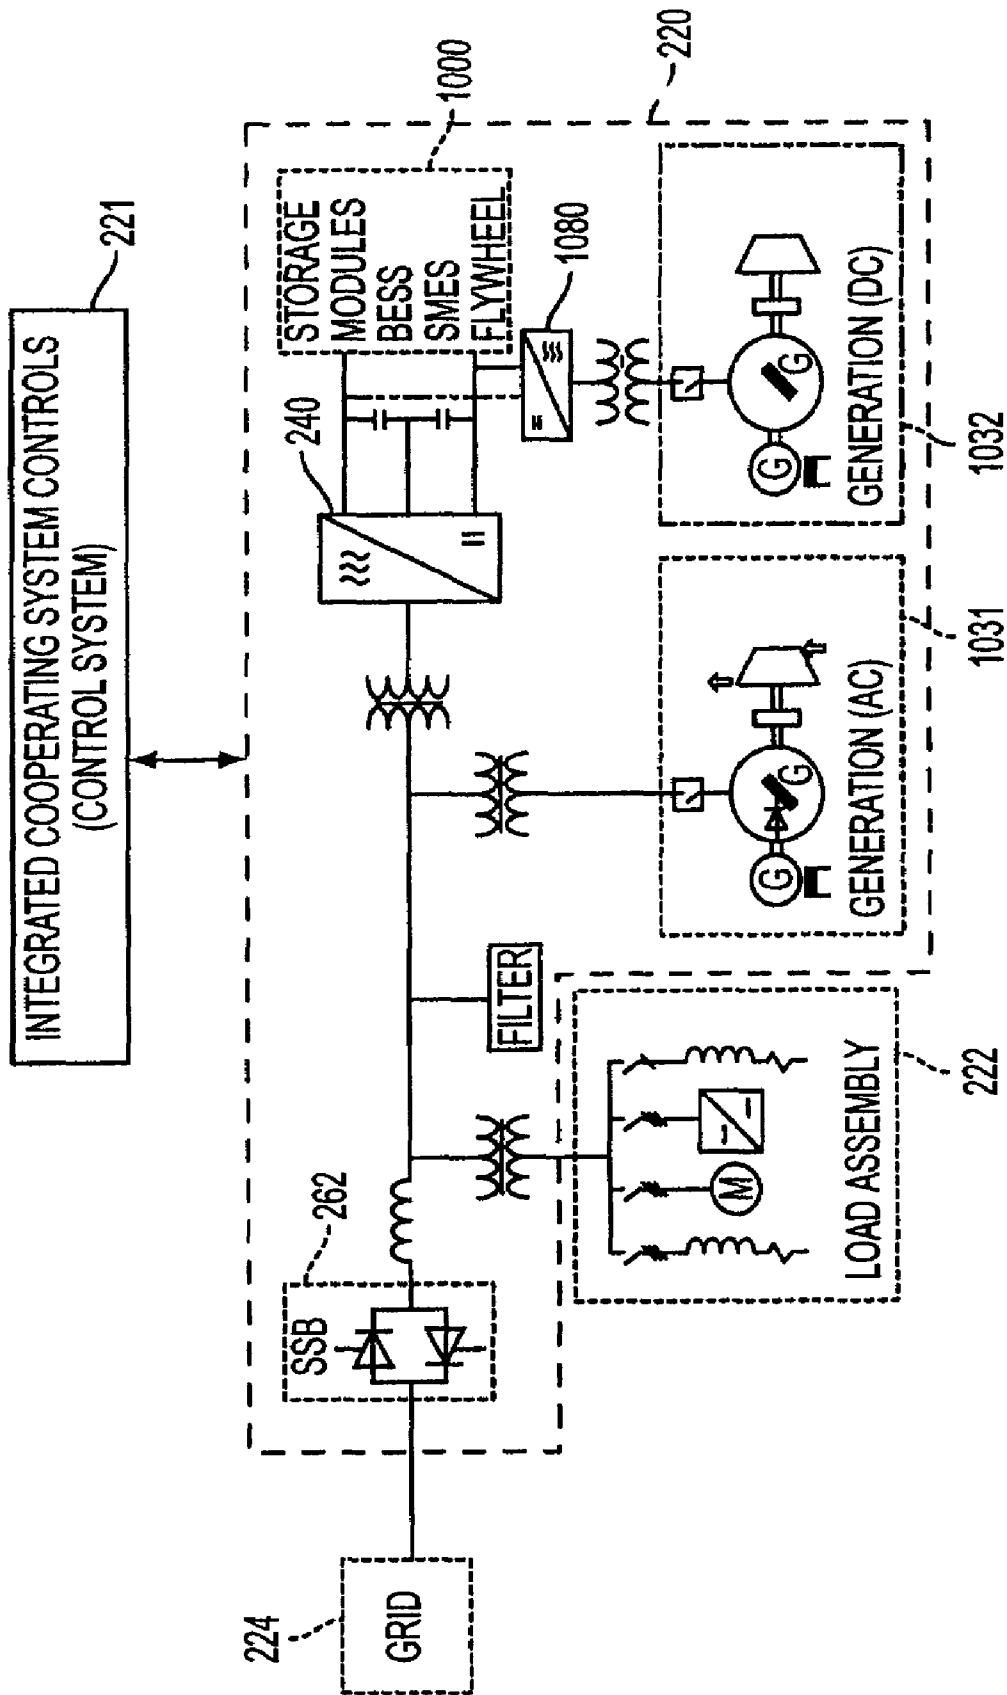 INTEGRATED COOPERATING SYSTEM CONTROLS
(CONTROL SYSTEM)
221
220
1000
STORAGE
MODULES
BESS
SMES
FLYWHEEL
240
1080
262
SSB
224
GRID
FILTER
G
G
GENERATION (DC)
1032
G
G
GENERATION (AC)
1031
M
LOAD ASSEMBLY
222